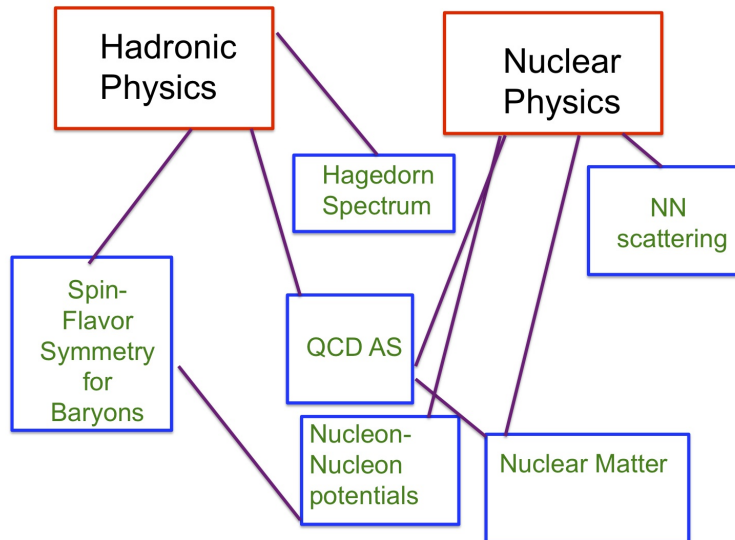 Hadronic
Physics
Nuclear
Physics
Hagedorn
Spectrum
NN
scattering
Spin-
Flavor
Symmetry
for
Baryons
QCD AS
Nucleon-
Nucleon
potentials
Nuclear Matter